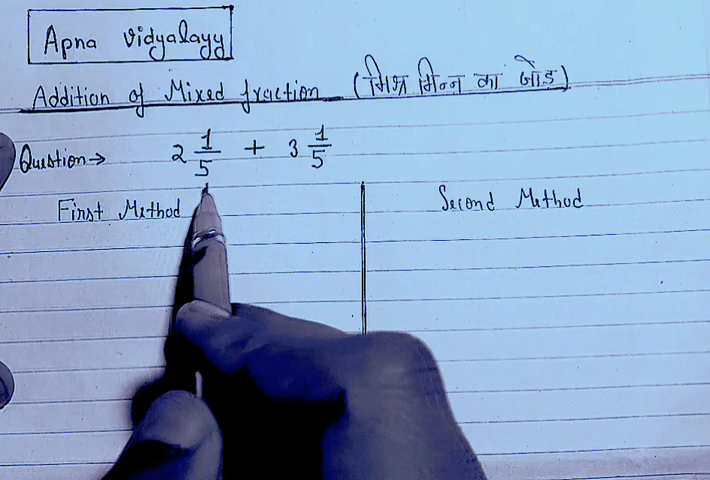 Apna Vidyalayy
Addition of Mixed fraction (मिश्र भिन्न का जोड़)
Question→ 2 1/5 + 3 1/5
First Method Second Method